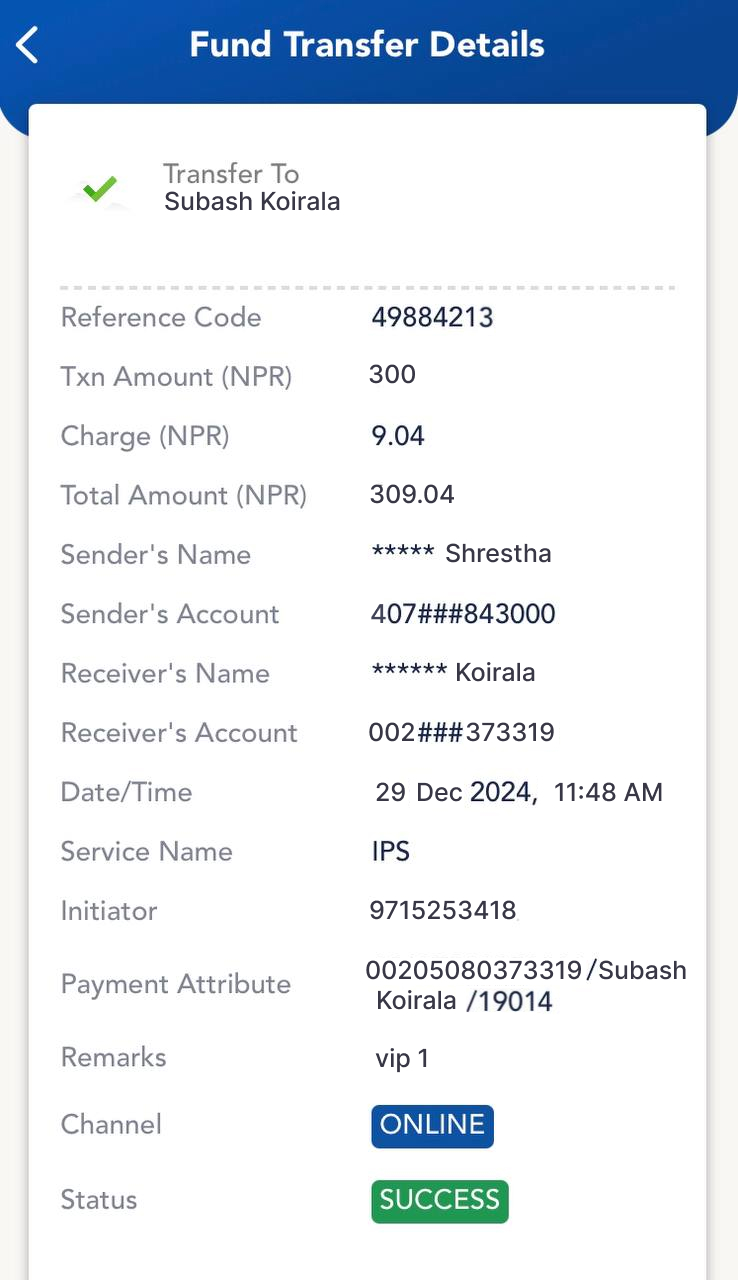 Fund Transfer Details
Transfer To
Subash Koirala
Reference Code 49884213
Txn Amount (NPR) 300
Charge (NPR) 9.04
Total Amount (NPR) 309.04
Sender's Name ***** Shrestha
Sender's Account 407###843000
Receiver's Name ****** Koirala
Receiver's Account 002###373319
Date/Time 29 Dec 2024, 11:48 AM
Service Name IPS
Initiator 9715253418
Payment Attribute 00205080373319/Subash
Koirala /19014
Remarks vip 1
Channel ONLINE
Status SUCCESS